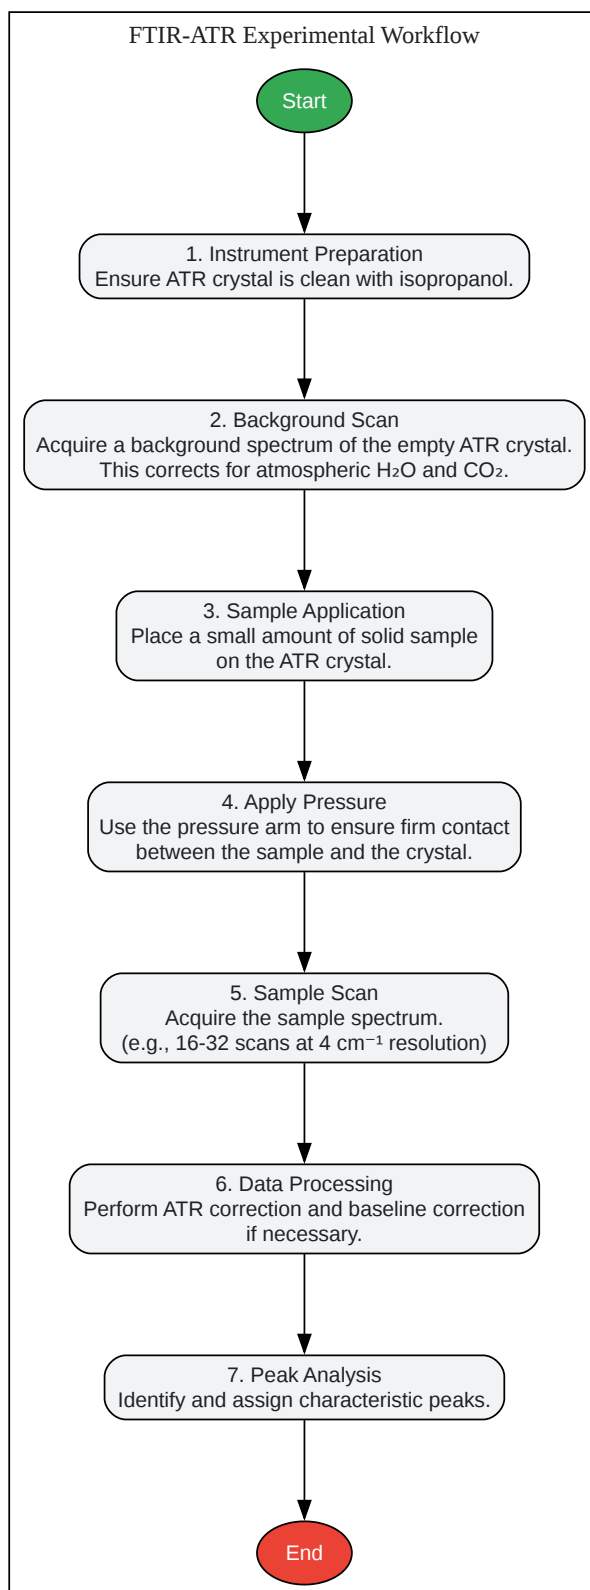 FTIR-ATR Experimental Workflow
Start
1. Instrument Preparation
Ensure ATR crystal is clean with isopropanol.
2. Background Scan
Acquire a background spectrum of the empty ATR crystal.
This corrects for atmospheric H₂O and CO₂.
3. Sample Application
Place a small amount of solid sample
on the ATR crystal.
4. Apply Pressure
Use the pressure arm to ensure firm contact
between the sample and the crystal.
5. Sample Scan
Acquire the sample spectrum.
(e.g., 16-32 scans at 4 cm⁻¹ resolution)
6. Data Processing
Perform ATR correction and baseline correction
if necessary.
7. Peak Analysis
Identify and assign characteristic peaks.
End